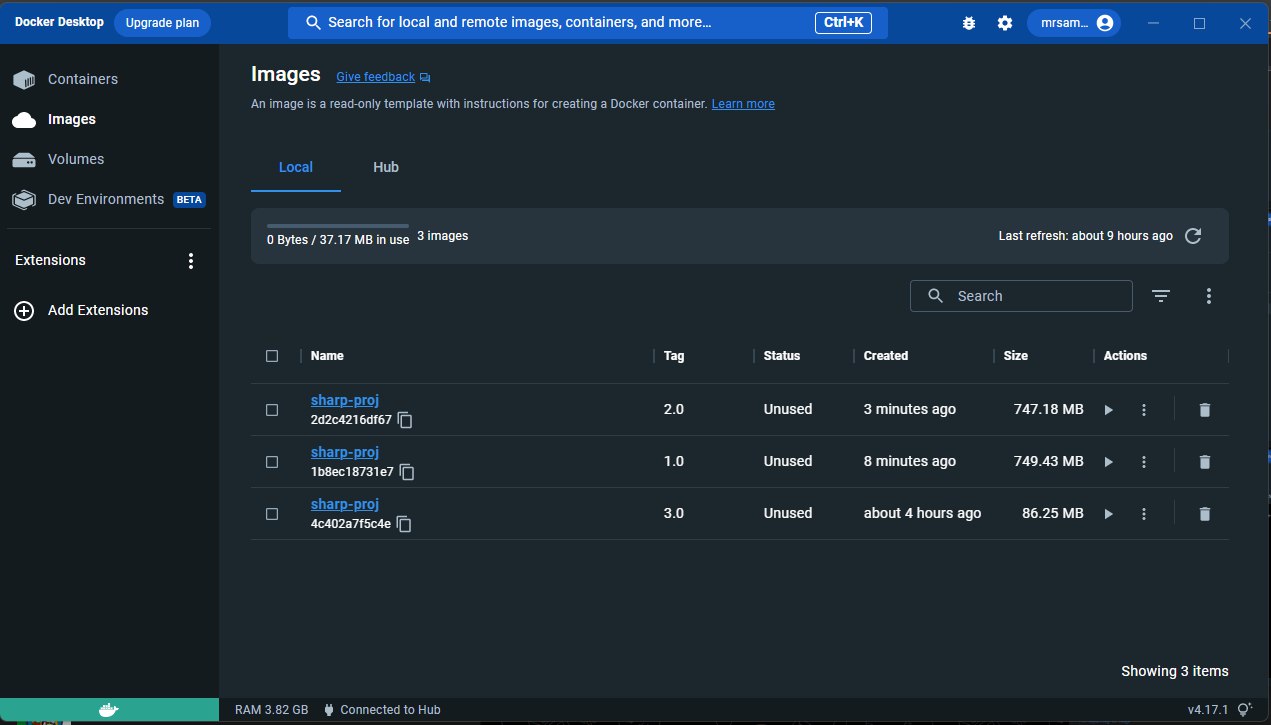 Docker Desktop Upgrade plan Search for local and remote images, containers, and more... Ctrl+K mrsam...
Containers
Images
Volumes
Dev Environments BETA
Extensions
Add Extensions
Images Give feedback
An image is a read-only template with instructions for creating a Docker container. Learn more
Local Hub
0 Bytes / 37.17 MB in use 3 images Last refresh: about 9 hours ago
Search
Name Tag Status Created Size Actions
sharp-proj 2.0 Unused 3 minutes ago 747.18 MB
2d2c4216df67
sharp-proj 1.0 Unused 8 minutes ago 749.43 MB
1b8ec18731e7
sharp-proj 3.0 Unused about 4 hours ago 86.25 MB
4c402a7f5c4e
Showing 3 items
RAM 3.82 GB Connected to Hub v4.17.1